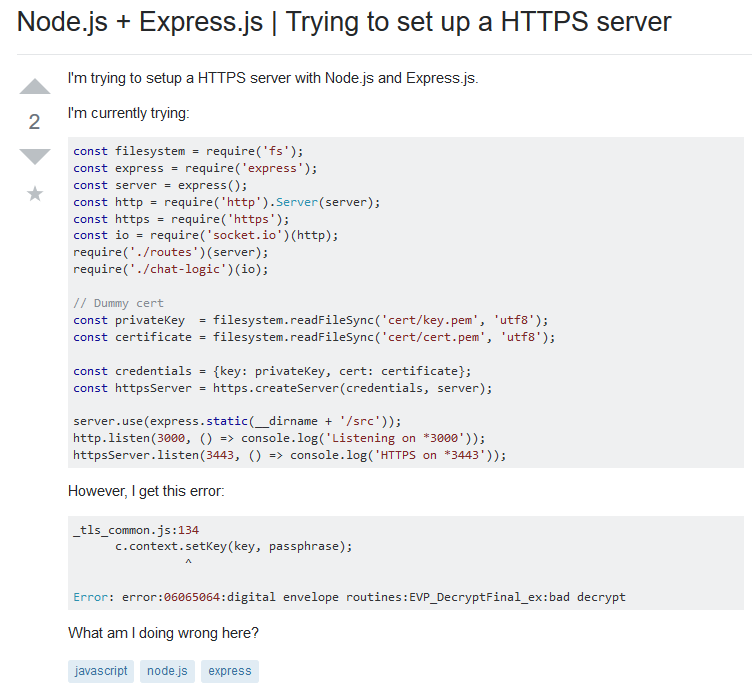 Node.js + Express.js | Trying to set up a HTTPS server
I'm trying to setup a HTTPS server with Node.js and Express.js.
2
I'm currently trying:
const filesystem = require('fs');
const express = require('express');
const server = express();
const http = require('http').Server(server);
const https = require('https');
const io = require('socket.io')(http);
require('./routes')(server);
require('./chat-logic')(io);

// Dummy cert
const privateKey  = filesystem.readFileSync('cert/key.pem', 'utf8');
const certificate = filesystem.readFileSync('cert/cert.pem', 'utf8');

const credentials = {key: privateKey, cert: certificate};
const httpsServer = https.createServer(credentials, server);

server.use(express.static(__dirname + '/src'));
http.listen(3000, () => console.log('Listening on *3000'));
httpsServer.listen(3443, () => console.log('HTTPS on *3443'));
However, I get this error:
_tls_common.js:134
      c.context.setKey(key, passphrase);
                ^

Error: error:06065064:digital envelope routines:EVP_DecryptFinal_ex:bad decrypt
What am I doing wrong here?
javascript node.js express